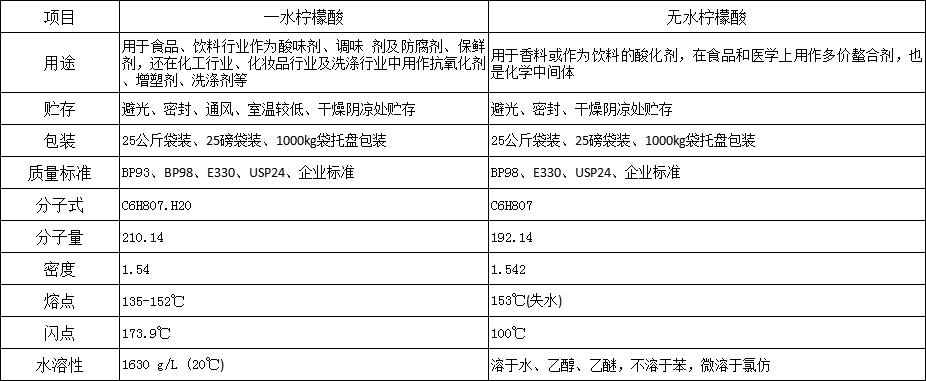 项目 一水柠檬酸 无水柠檬酸
用途
用于食品、饮料行业作为酸味剂、调味 剂及防腐剂、保鲜
剂，还在化工行业、化妆品行业及洗涤行业中用作抗氧化剂
、增塑剂、洗涤剂等
用于香料或作为饮料的酸化剂，在食品和医学上用作多价螯合剂，也
是化学中间体
贮存 避光、密封、通风、室温较低、干燥阴凉处贮存 避光、密封、干燥阴凉处贮存
包装 25公斤袋装、25磅袋装、1000kg袋托盘包装 25公斤袋装、25磅袋装、1000kg袋托盘包装
质量标准 BP93、BP98、E330、USP24、企业标准 BP98、E330、USP24、企业标准
分子式 C6H8O7.H2O C6H8O7
分子量 210.14 192.14
密度 1.54 1.542
熔点 135-152℃ 153℃(失水)
闪点 173.9℃ 100℃
水溶性 1630 g/L (20℃) 溶于水、乙醇、乙醚，不溶于苯，微溶于氯仿